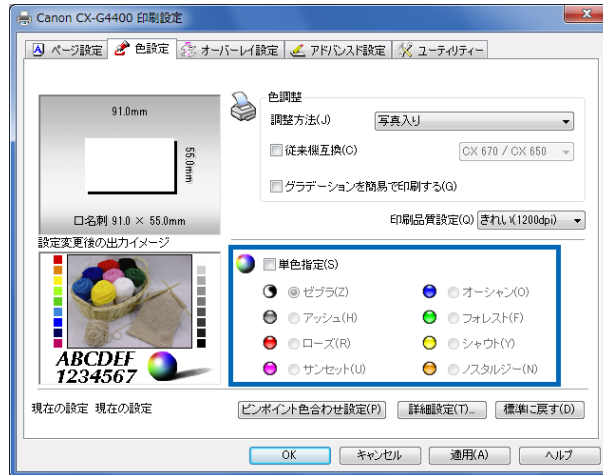 Canon CX-G4400 印刷設定
ページ設定 色設定 オーバーレイ設定 アドバンスド設定 ユーティリティー
91.0mm
55.0mm
口名刺 91.0 × 55.0mm
設定変更後の出力イメージ
ABCDEF
1234567
現在の設定 現在の設定
色調整
調整方法(J) 写真入り
従来機互換(C) CX 670 / CX 650
グラデーションを簡易で印刷する(G)
印刷品質設定(Q) きれい(1200dpi)
単色指定(S)
ゼブラ(Z) オーシャン(O)
アッシュ(H) フォレスト(F)
ローズ(R) シャウト(Y)
サンセット(U) ノスタルジー(N)
ピンポイント色合わせ設定(P) 詳細設定(T)... 標準に戻す(D)
OK キャンセル 適用(A) ヘルプ